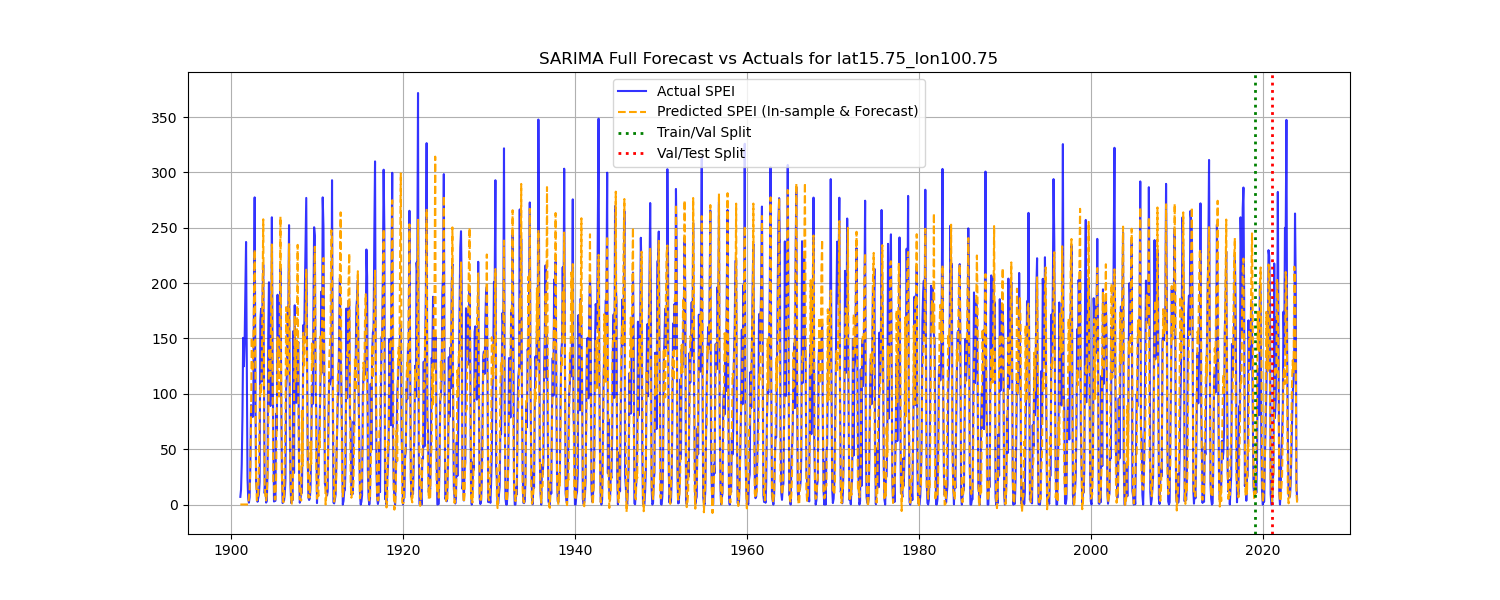 SARIMA Full Forecast vs Actuals for lat15.75_lon100.75
Actual SPEI
Predicted SPEI (In-sample & Forecast)
Train/Val Split
Val/Test Split
350
300
250
200
150
100
50
0
1900 1920 1940 1960 1980 2000 2020